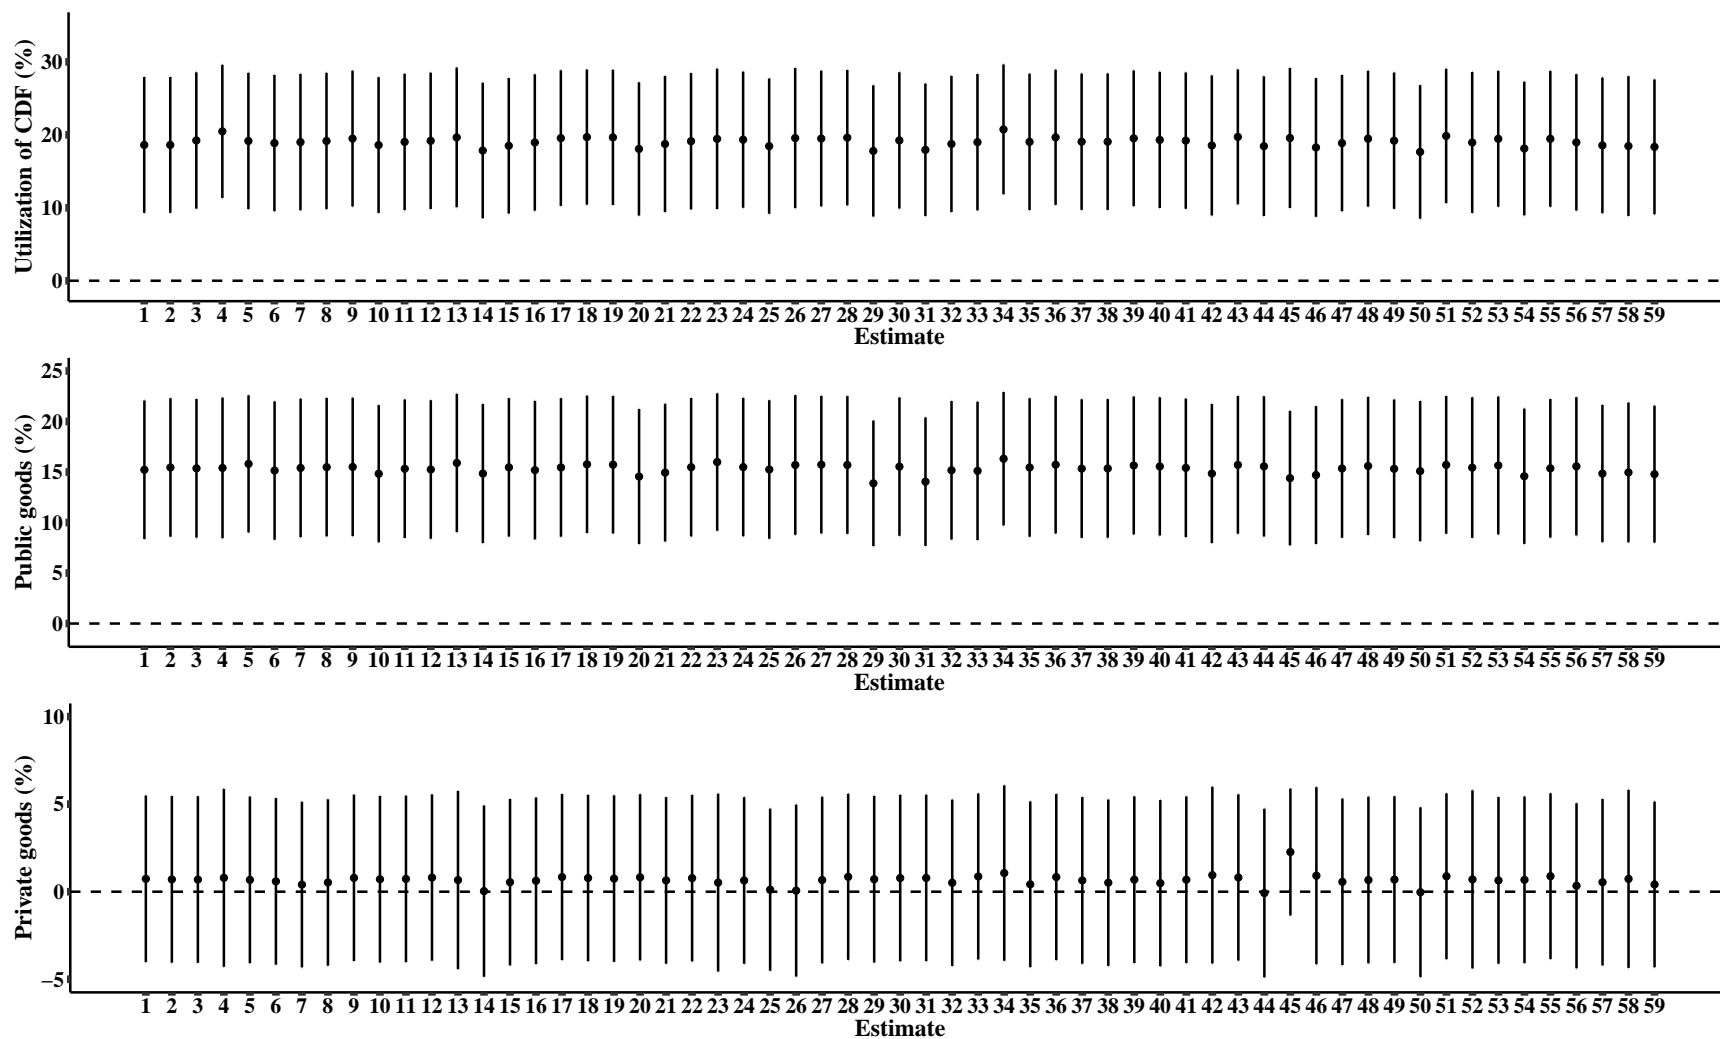 Utilization of CDF (%)
30
20
10
0
1 2 3 4 5 6 7 8 9 10 11 12 13 14 15 16 17 18 19 20 21 22 23 24 25 26 27 28 29 30 31 32 33 34 35 36 37 38 39 40 41 42 43 44 45 46 47 48 49 50 51 52 53 54 55 56 57 58 59
Estimate
Public goods (%)
25
20
15
10
5
0
1 2 3 4 5 6 7 8 9 10 11 12 13 14 15 16 17 18 19 20 21 22 23 24 25 26 27 28 29 30 31 32 33 34 35 36 37 38 39 40 41 42 43 44 45 46 47 48 49 50 51 52 53 54 55 56 57 58 59
Estimate
Private goods (%)
10
5
0
−5
1 2 3 4 5 6 7 8 9 10 11 12 13 14 15 16 17 18 19 20 21 22 23 24 25 26 27 28 29 30 31 32 33 34 35 36 37 38 39 40 41 42 43 44 45 46 47 48 49 50 51 52 53 54 55 56 57 58 59
Estimate